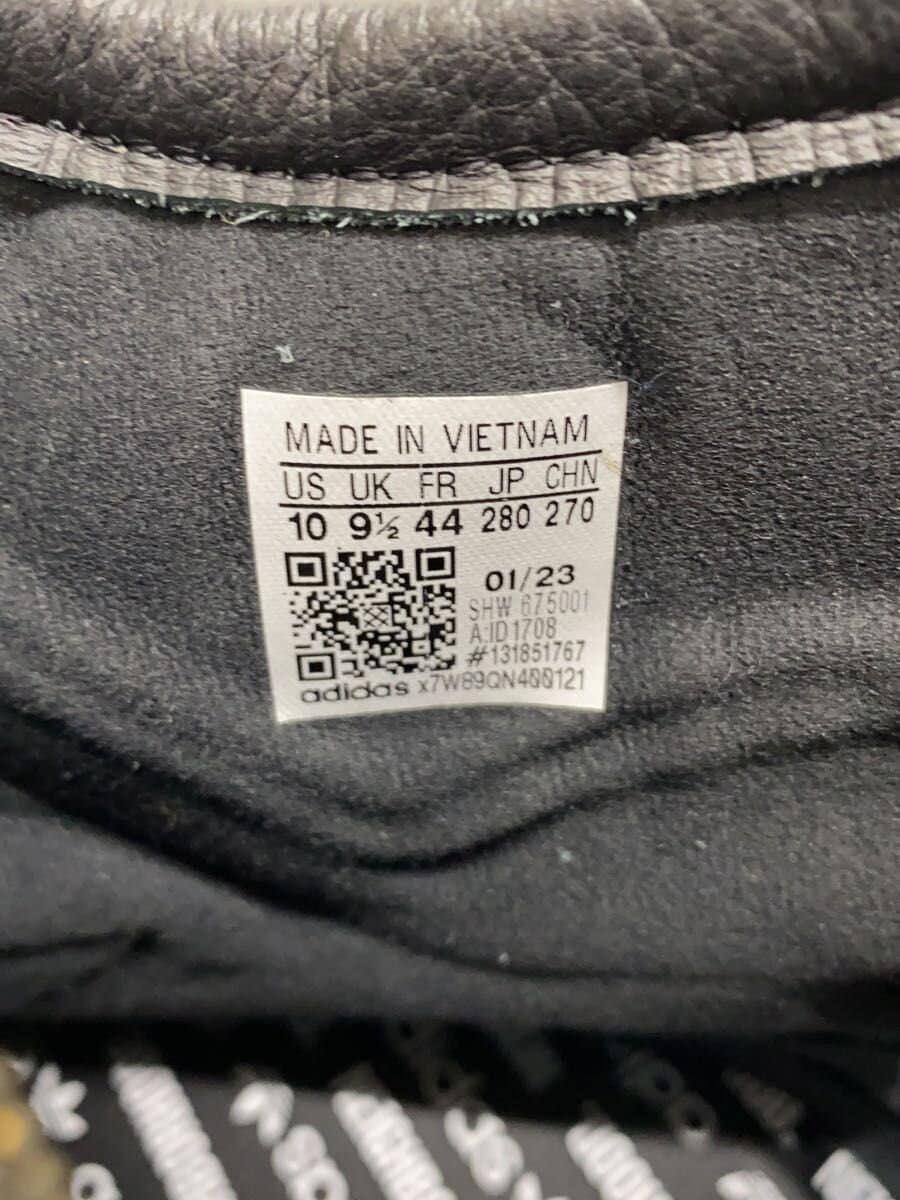 MADE IN VIETNAM
US UK FR JP CHN
10 9½ 44 280 270
01/23
SHW 675001
A:ID1708
#131851767
adidas x7W89QN400121